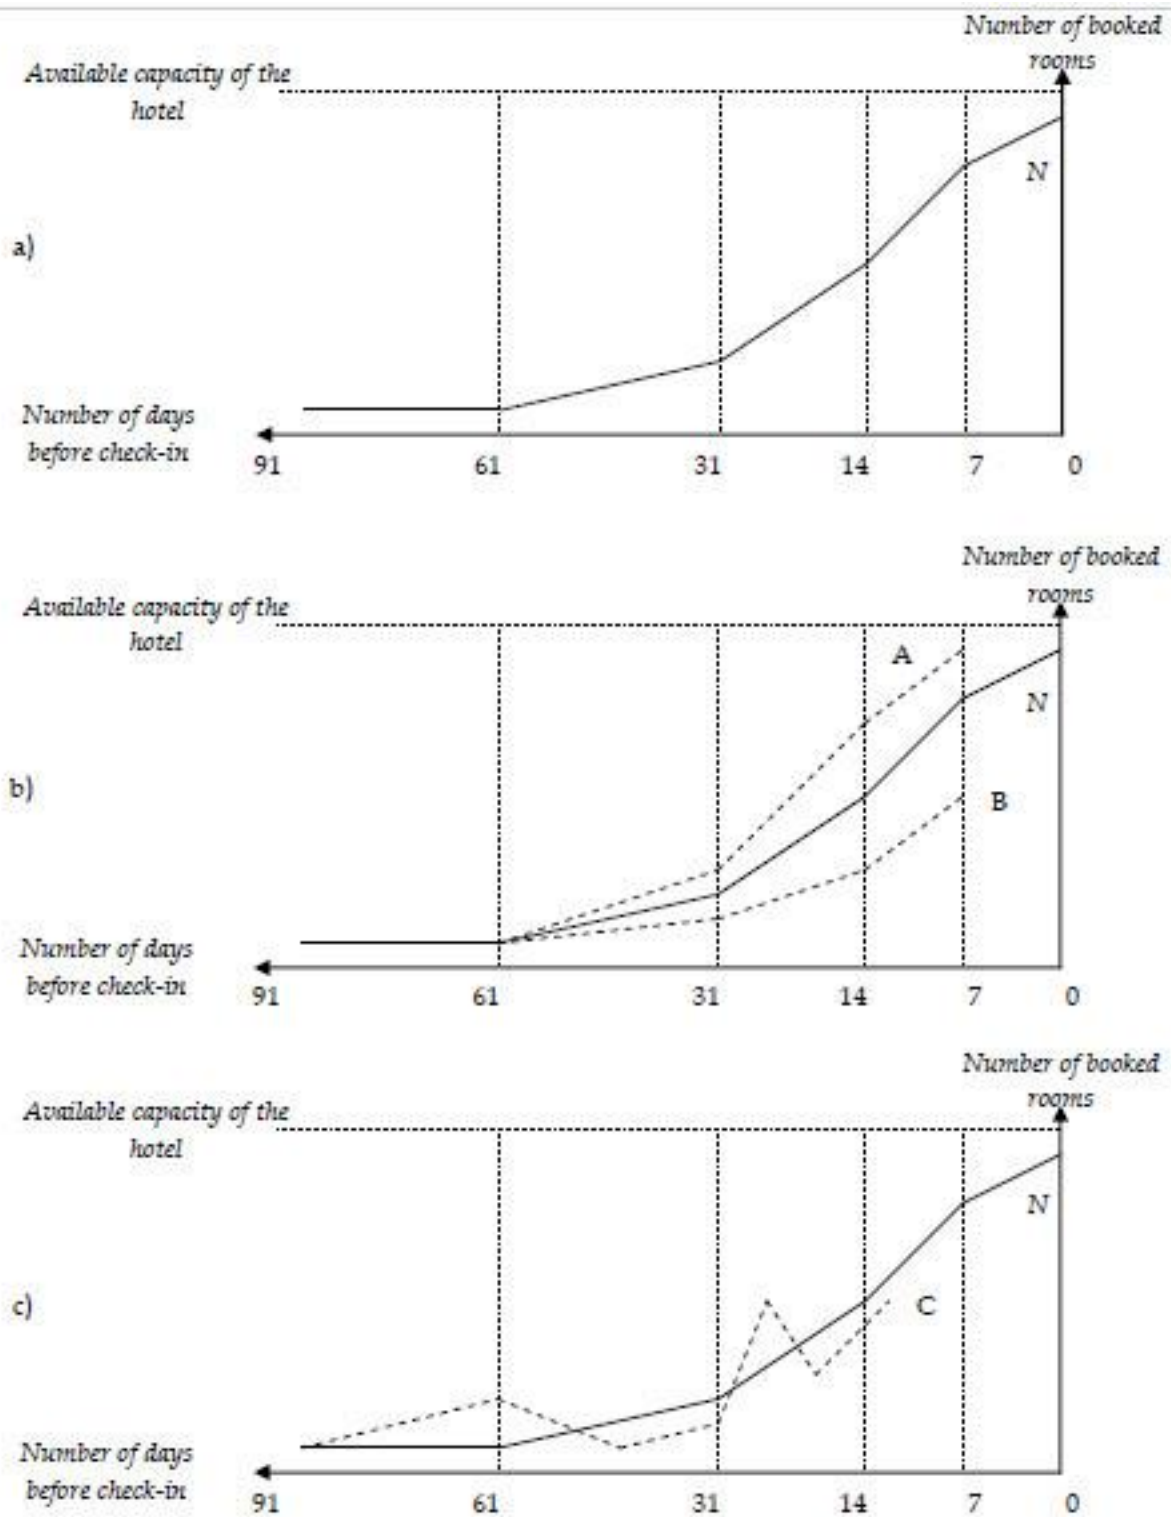 Number of booked
rooms
Available capacity of the
hotel
N
a)
Number of days
before check-in
91 61 31 14 7 0
Number of booked
rooms
Available capacity of the
hotel
A
N
b)
B
Number of days
before check-in
91 61 31 14 7 0
Number of booked
rooms
Available capacity of the
hotel
N
c)
C
Number of days
before check-in
91 61 31 14 7 0